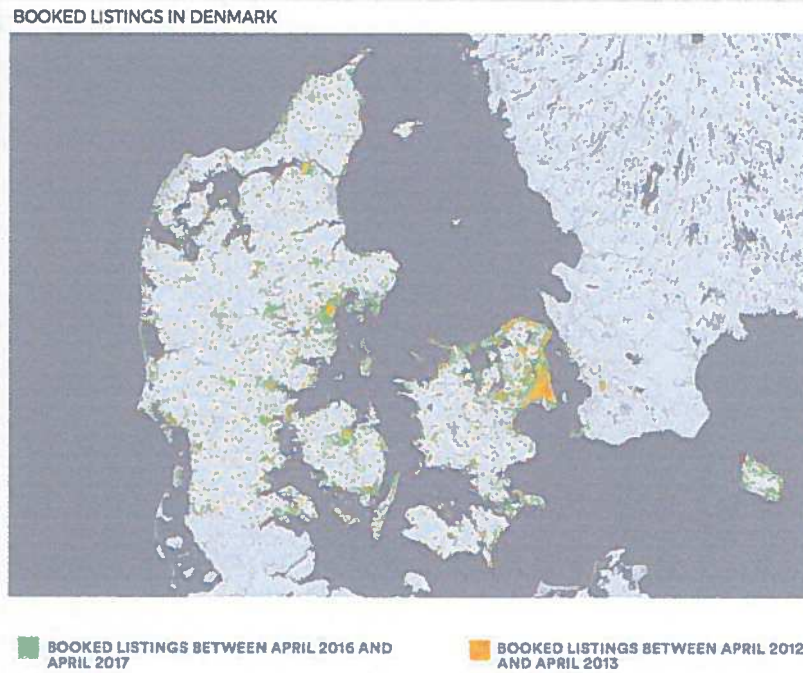 BOOKED LISTINGS IN DENMARK
BOOKED LISTINGS BETWEEN APRIL 2016 AND
APRIL 2017
BOOKED LISTINGS BETWEEN APRIL 2012
AND APRIL 2013